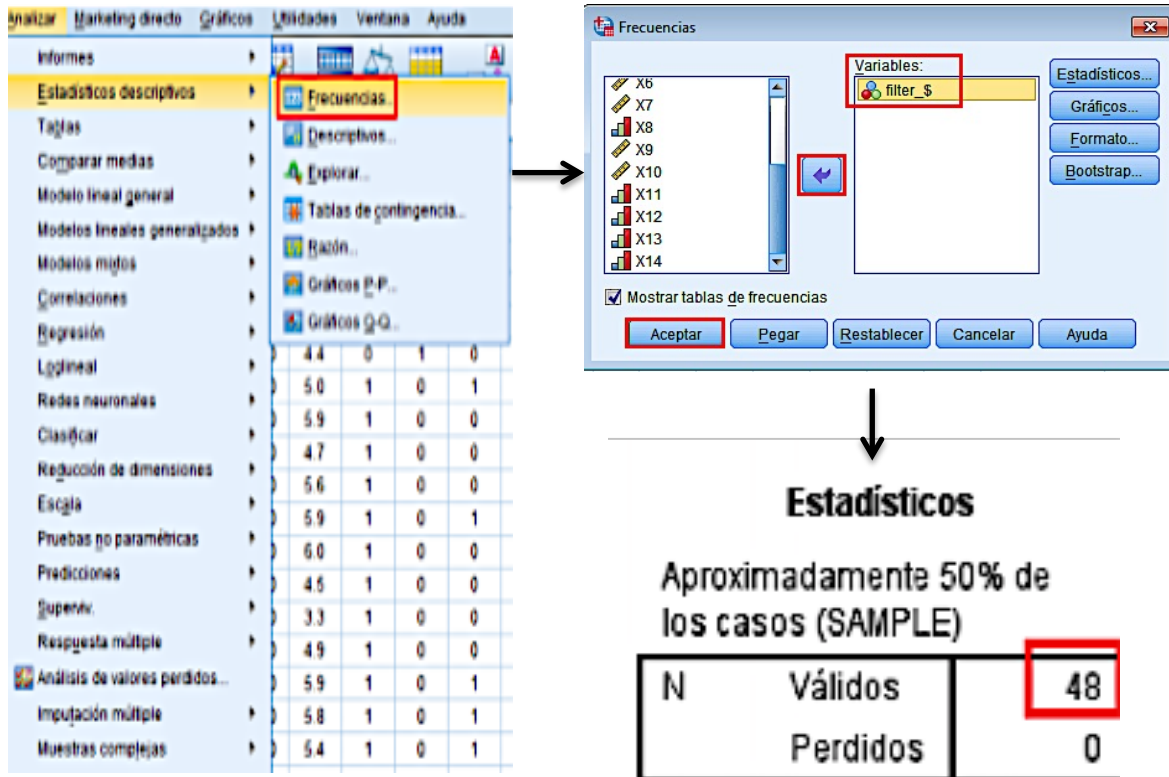 Analizar Marketing directo Gráficos Utilidades Ventana Ayuda
Informes
Estadísticos descriptivos
Tablas
Comparar medias
Modelo lineal general
Modelos lineales generalizados
Modelos mixtos
Correlaciones
Regresión
Loglineal
Redes neuronales
Clasificar
Reducción de dimensiones
Escala
Pruebas no paramétricas
Predicciones
Superviv.
Respuesta múltiple
Análisis de valores perdidos...
Imputación múltiple
Muestras complejas
Frecuencias...
Descriptivos...
Explorar...
Tablas de contingencia...
Razón...
Gráficos P-P...
Gráficos Q-Q...
4.4 0 1 0
5.0 1 0 1
5.9 1 0 0
4.7 1 0 0
5.6 1 0 0
5.9 1 0 1
6.0 1 0 0
4.5 1 0 0
3.3 1 0 0
4.9 1 0 0
5.9 1 0 1
5.8 1 0 1
5.4 1 0 1
Frecuencias
X6
X7
X8
X9
X10
X11
X12
X13
X14
Variables:
filter_$
Estadísticos...
Gráficos...
Formato...
Bootstrap...
Mostrar tablas de frecuencias
Aceptar Pegar Restablecer Cancelar Ayuda
Estadísticos
Aproximadamente 50% de
los casos (SAMPLE)
N Válidos 48
Perdidos 0